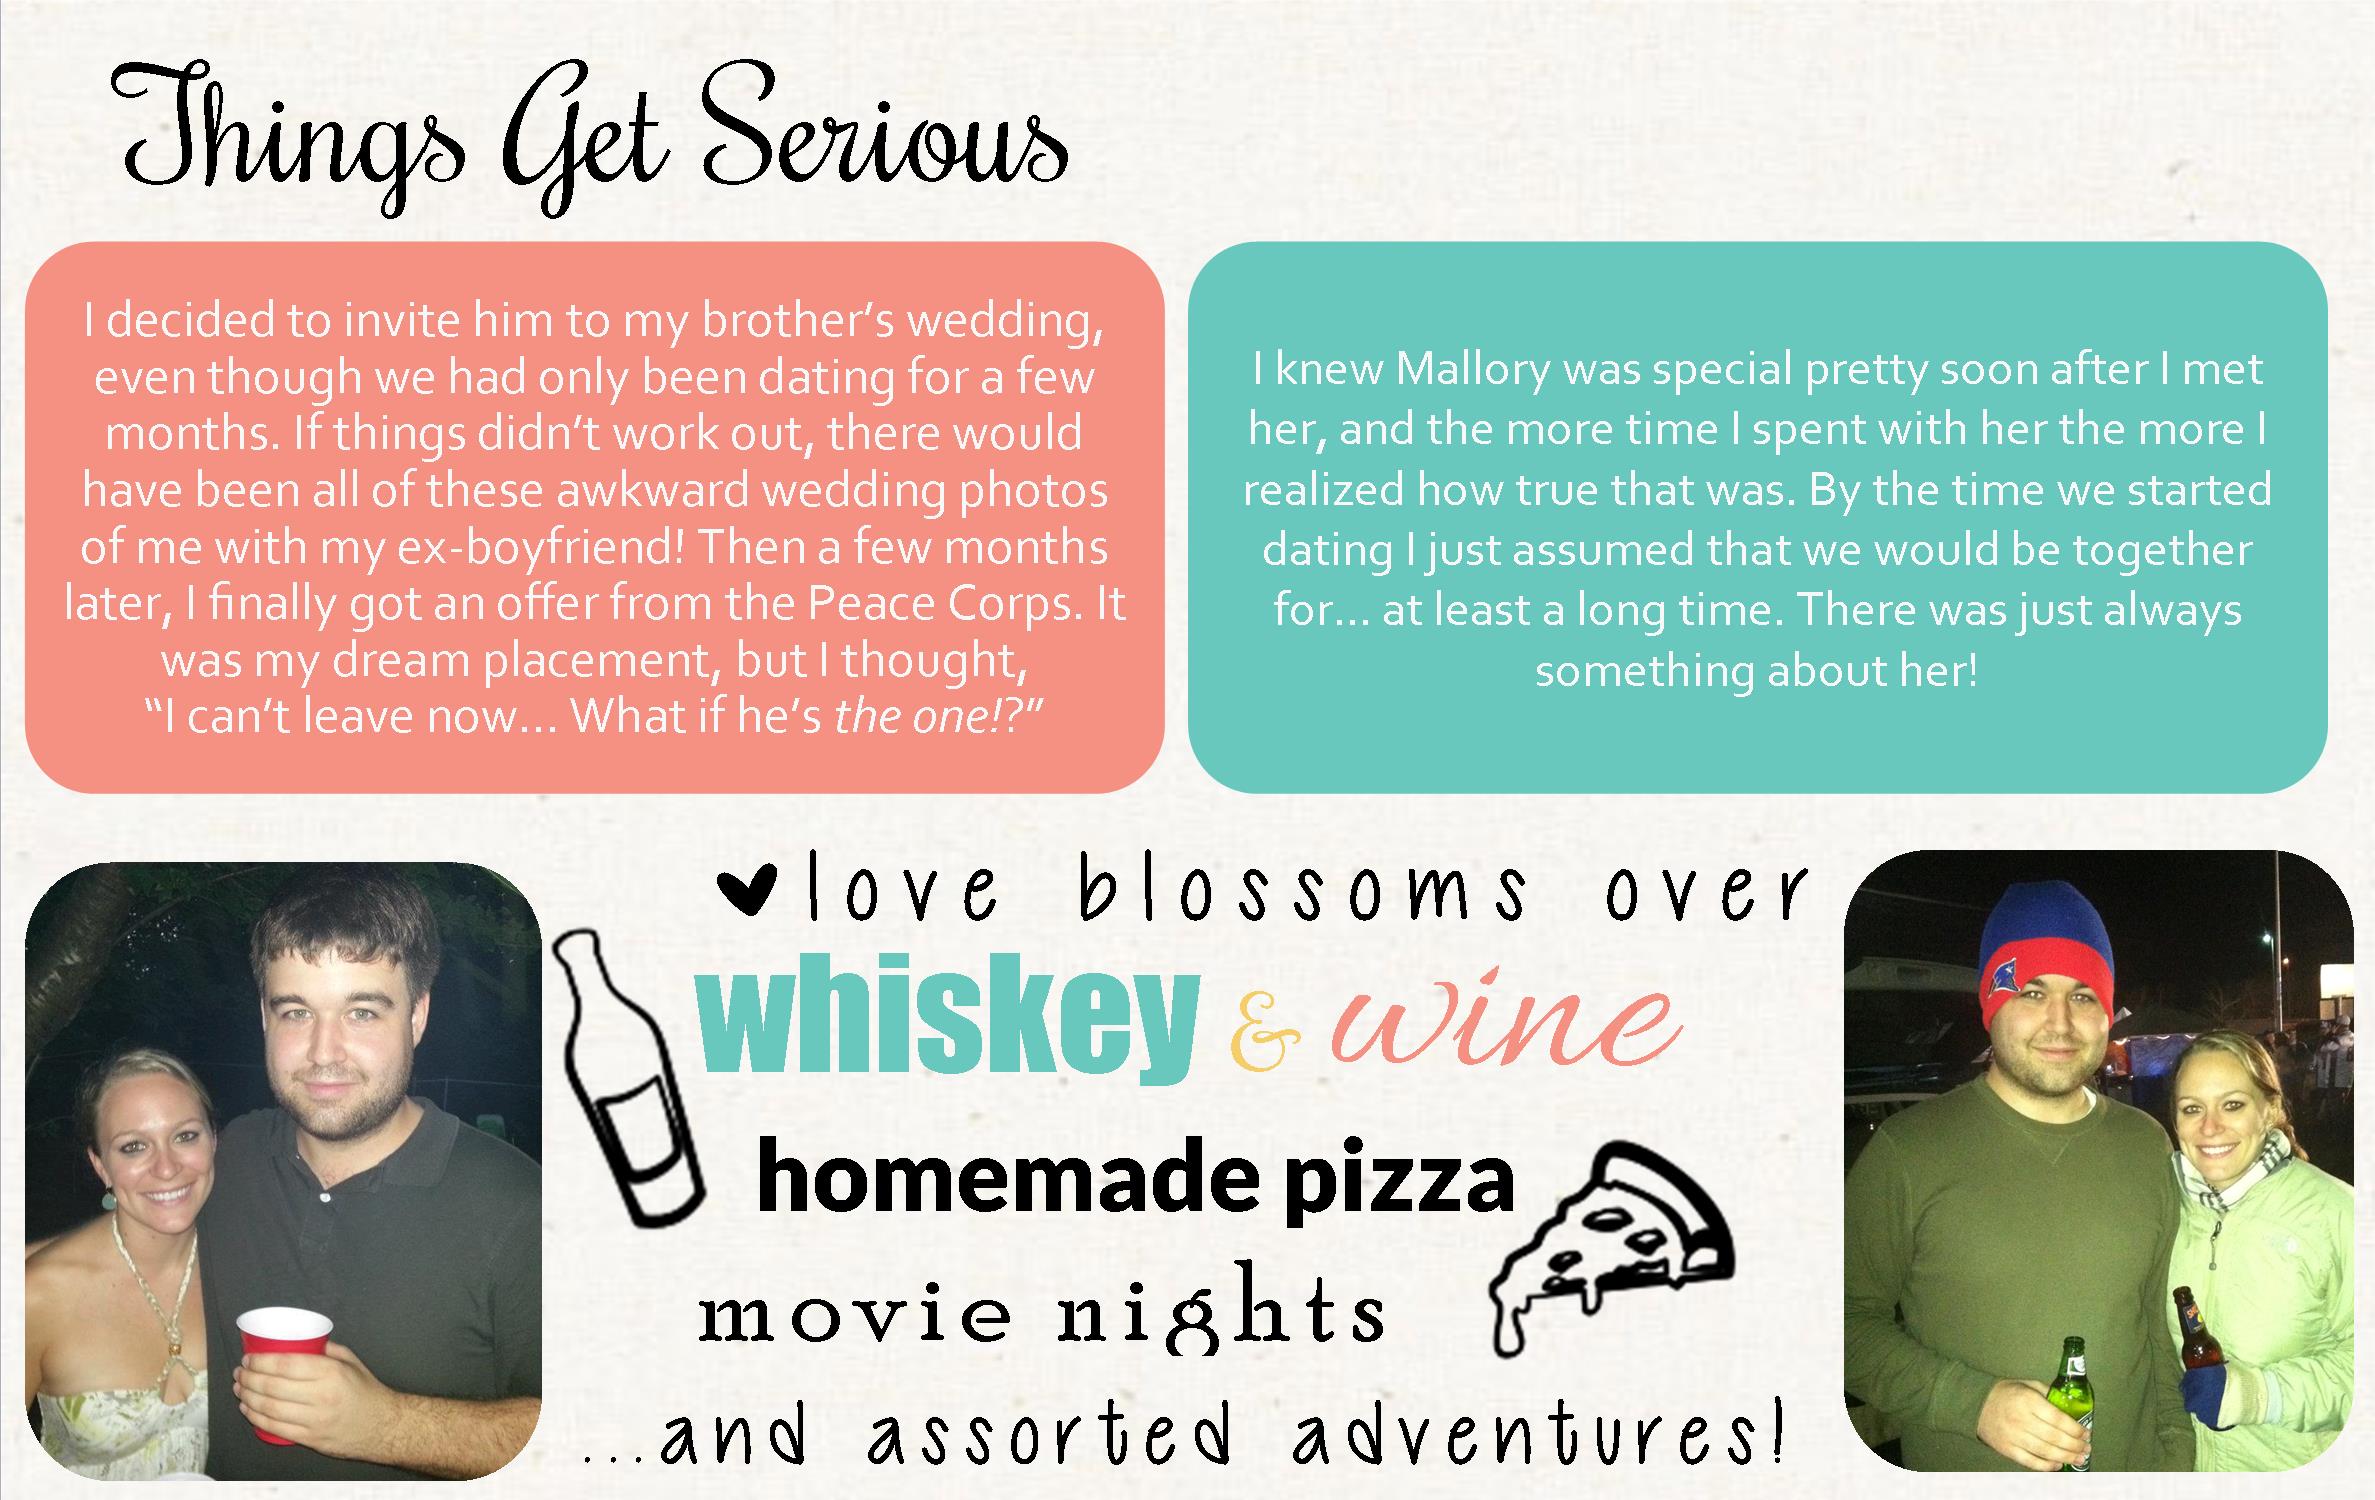 Things Get Serious
I decided to invite him to my brother’s wedding,
even though we had only been dating for a few
months. If things didn’t work out, there would
have been all of these awkward wedding photos
of me with my ex-boyfriend! Then a few months
later, I finally got an offer from the Peace Corps. It
was my dream placement, but I thought,
“I can’t leave now... What if he’s the one!?”
I knew Mallory was special pretty soon after I met
her, and the more time I spent with her the more I
realized how true that was. By the time we started
dating I just assumed that we would be together
for... at least a long time. There was just always
something about her!
love blossoms over
whiskey & wine
homemade pizza
movie nights
...and assorted adventures!